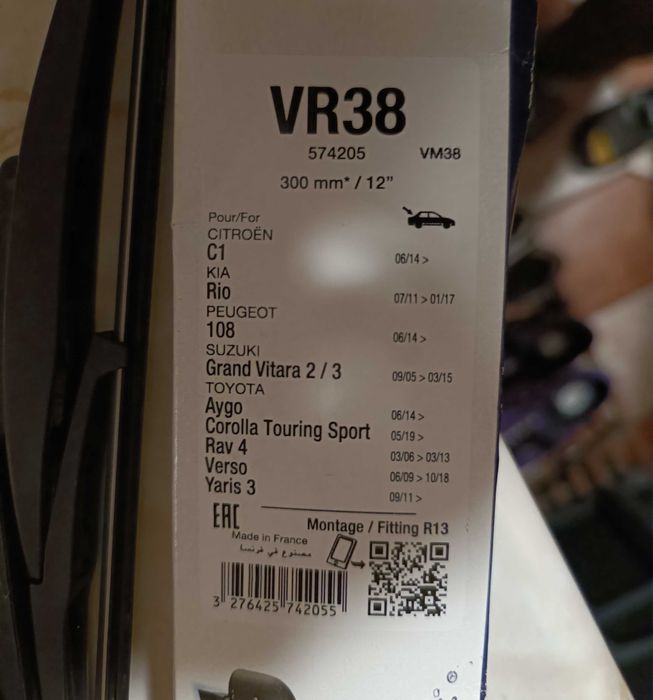 VR38
574205 VM38
300 mm* / 12"
Pour/For
CITROËN
C1 06/14 >
KIA
Rio 07/11 > 01/17
PEUGEOT
108 06/14 >
SUZUKI
Grand Vitara 2 / 3 09/05 > 03/15
TOYOTA
Aygo 06/14 >
Corolla Touring Sport 05/19 >
Rav 4 03/06 > 03/13
Verso 06/09 > 10/18
Yaris 3 09/11 >
EAC Montage / Fitting R13
Made in France
مصنوع في فرنسا
3 276425 742055